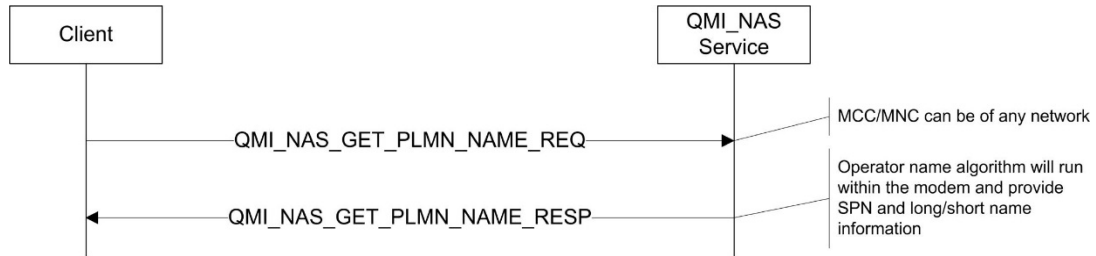 Client
QMI_NAS
Service
MCC/MNC can be of any network
QMI_NAS_GET_PLMN_NAME_REQ
Operator name algorithm will run
within the modem and provide
SPN and long/short name
information
QMI_NAS_GET_PLMN_NAME_RESP